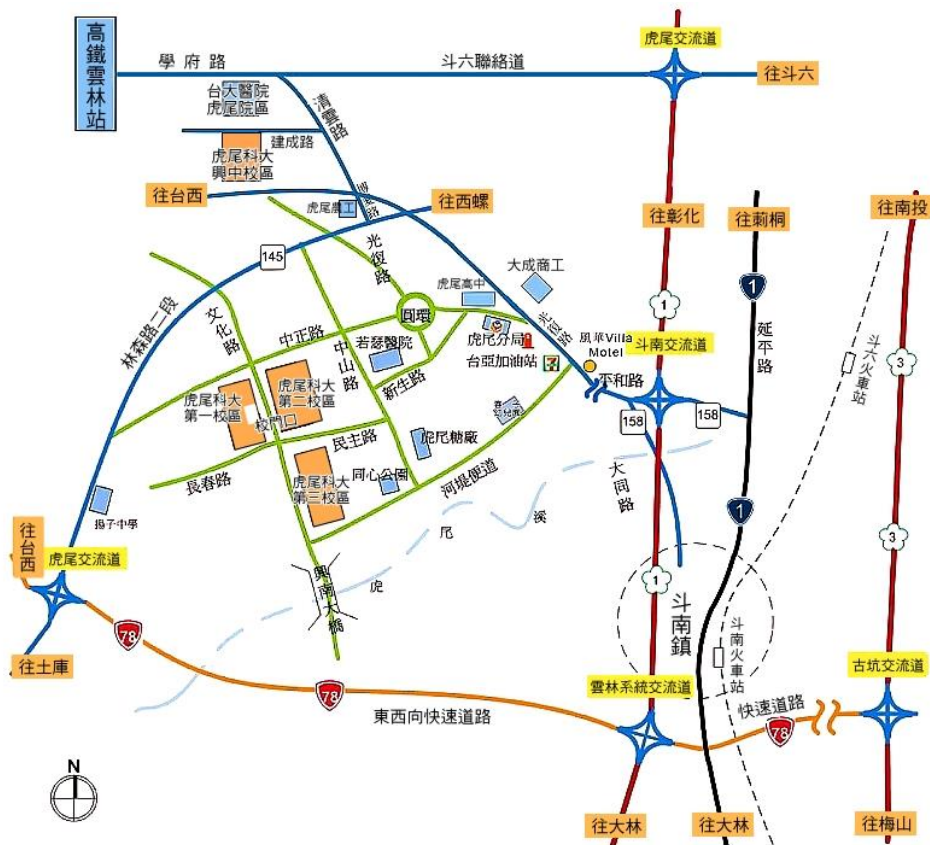 高鐵雲林站
學府路
斗六聯絡道
虎尾交流道
往斗六
台大醫院
虎尾院區
清雲路
建成路
虎尾科大
興中校區
往台西
虎尾農工
往西螺
往彰化
往莿桐
往南投
145
光復路
大成商工
虎尾高中
1
1
林森路二段
文化路
中正路
圓環
中山路
若瑟醫院
虎尾分局
台亞加油站
7
光復路
風華Villa
Motel
斗南交流道
延平路
斗六火車站
3
平和路
新生路
虎尾科大
第一校區
虎尾科大
第二校區
校門口
158
158
民主路
虎尾糖廠
長春路
虎尾科大
第三校區
同心公園
河堤便道
大同路
揚子中學
虎尾溪
1
3
往台西
虎尾交流道
興南大橋
1
斗南鎮
斗南火車站
78
往土庫
78
東西向快速道路
雲林系統交流道
快速道路
78
古坑交流道
N
往大林
往大林
往梅山